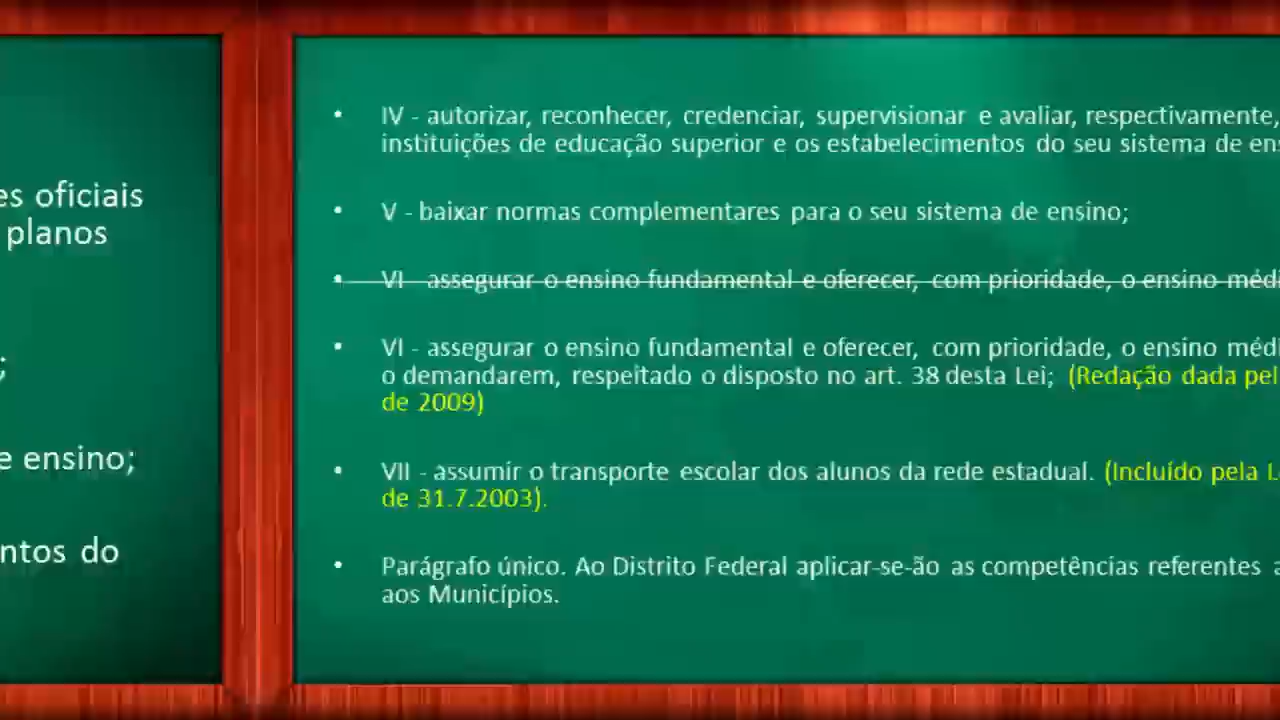 es oficiais
planos
;
e ensino;
ntos do
• IV - autorizar, reconhecer, credenciar, supervisionar e avaliar, respectivamente,
instituições de educação superior e os estabelecimentos do seu sistema de ens
• V - baixar normas complementares para o seu sistema de ensino;
• VI - assegurar o ensino fundamental e oferecer, com prioridade, o ensino médi
• VI - assegurar o ensino fundamental e oferecer, com prioridade, o ensino médi
o demandarem, respeitado o disposto no art. 38 desta Lei; (Redação dada pel
de 2009)
• VII - assumir o transporte escolar dos alunos da rede estadual. (Incluído pela L
de 31.7.2003).
• Parágrafo único. Ao Distrito Federal aplicar-se-ão as competências referentes a
aos Municípios.